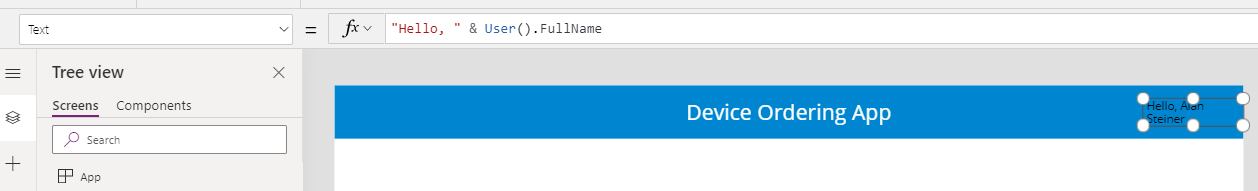 Text
=
fx
"Hello, " & User().FullName
Tree view
Screens
Components
Search
App
Device Ordering App
Hello, Alan
Steiner